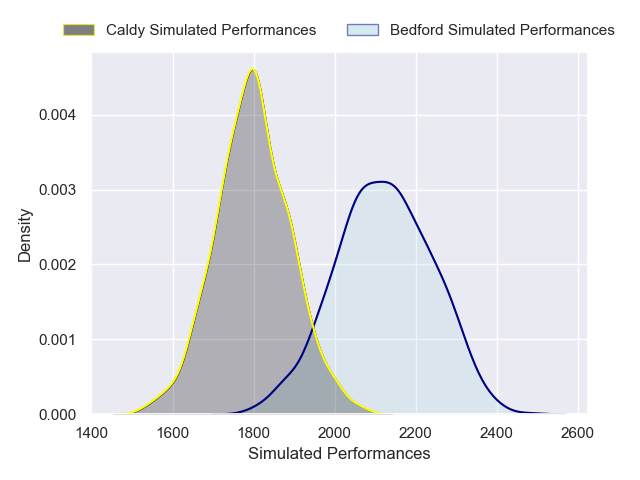 Caldy Simulated Performances
Bedford Simulated Performances
Density
0.004
0.003
0.002
0.001
0.000
1400 1600 1800 2000 2200 2400 2600
Simulated Performances